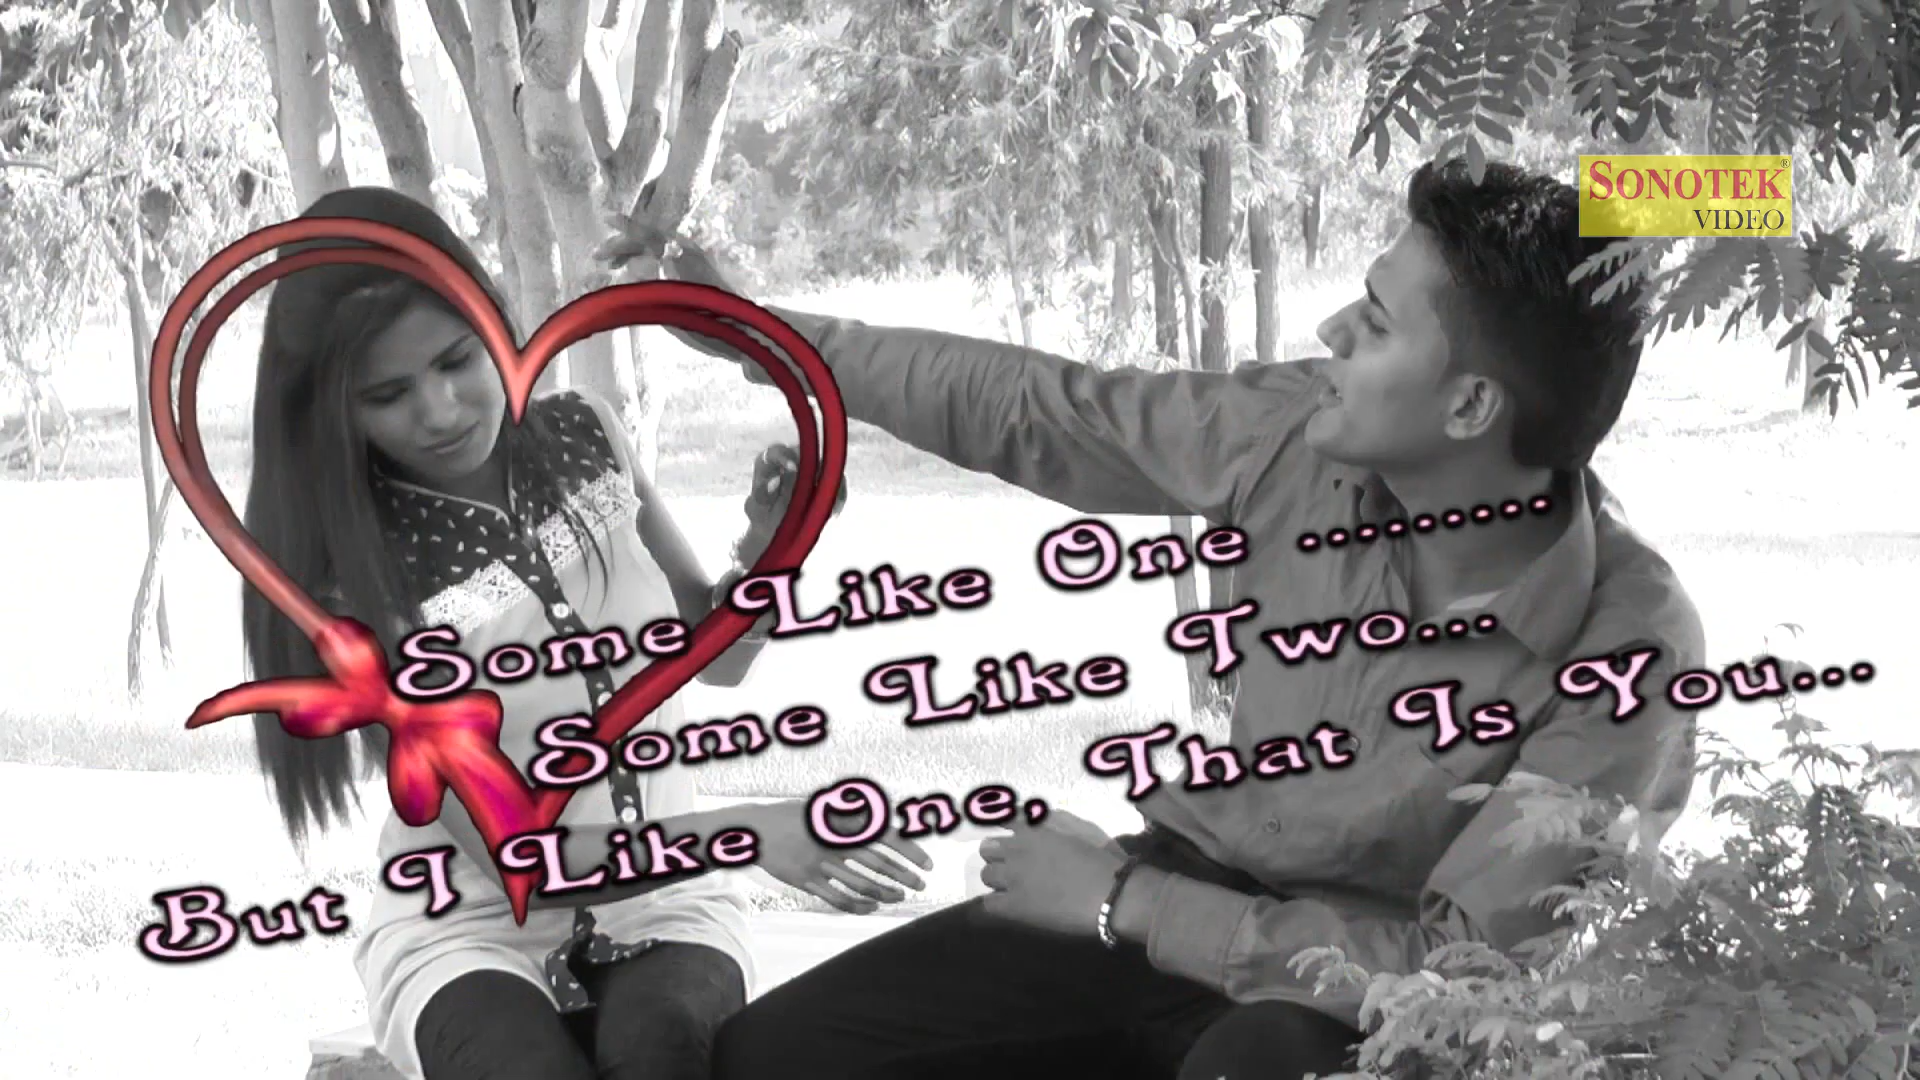 SONOTEK®
VIDEO
Some Like One .........
Some Like Two...
But I Like One, That Is You...